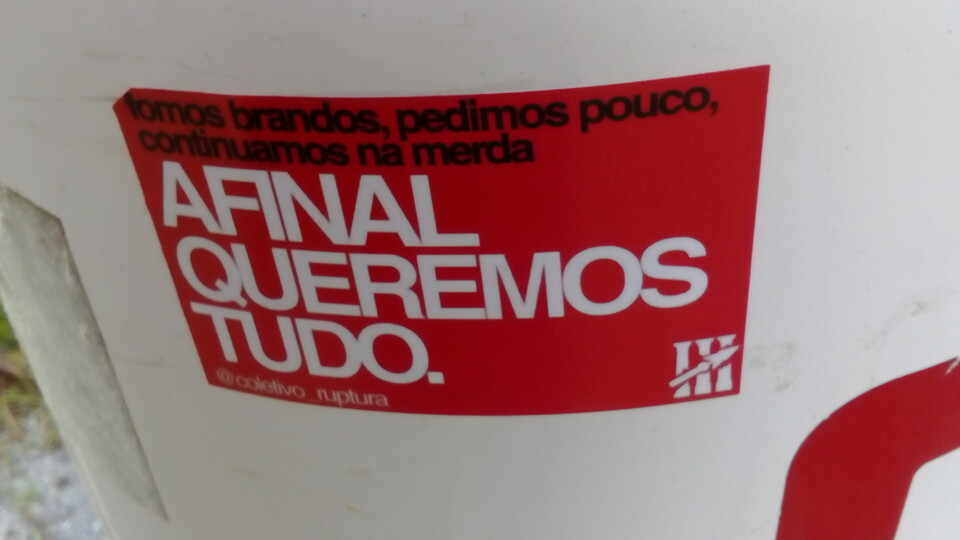 fomos brandos, pedimos pouco,
continuamos na merda
AFINAL
QUEREMOS
TUDO.
@coletivo_ruptura